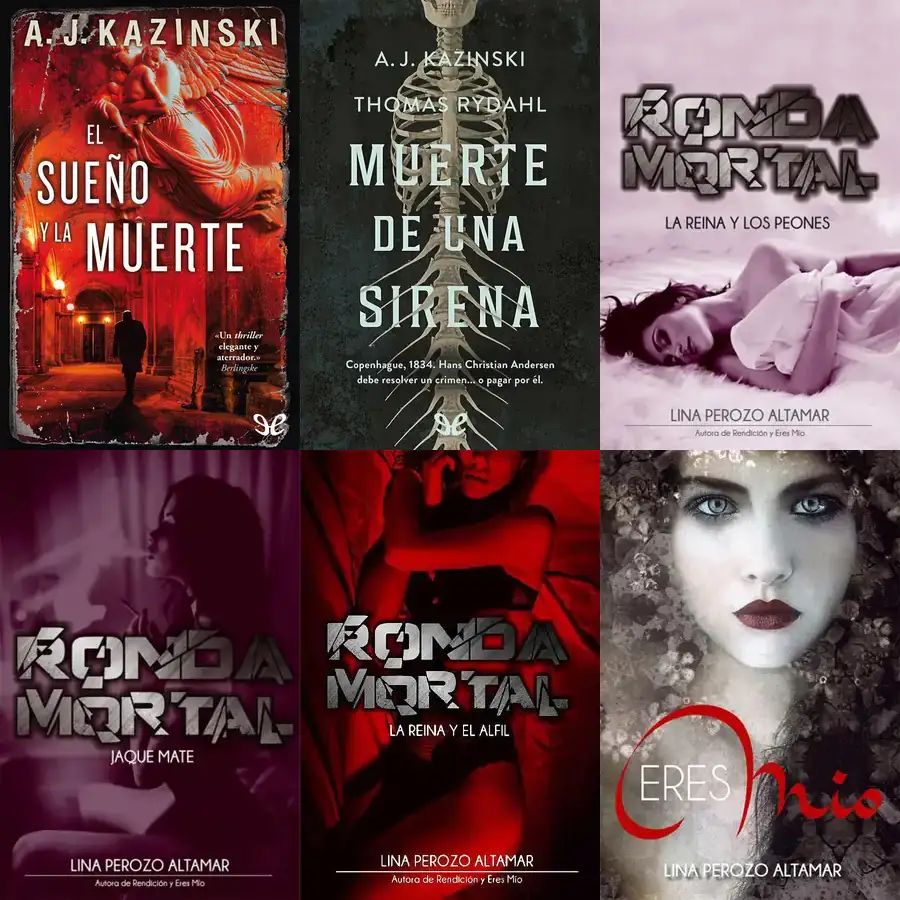 A. J. KAZINSKI
EL
SUEÑO
Y LA
MUERTE
«Un thriller
elegante y
aterrador.»
Berlingske
A. J. KAZINSKI
THOMAS RYDAHL
MUERTE
DE UNA
SIRENA
Copenhague, 1834. Hans Christian Andersen
debe resolver un crimen... o pagar por él.
RONDA
MORTAL
LA REINA Y LOS PEONES
LINA PEROZO ALTAMAR
Autora de Rendición y Eres Mío
RONDA
MORTAL
JAQUE MATE
LINA PEROZO ALTAMAR
Autora de Rendición y Eres Mío
RONDA
MORTAL
LA REINA Y EL ALFIL
LINA PEROZO ALTAMAR
Autora de Rendición y Eres Mío
ERES Mío
LINA PEROZO ALTAMAR